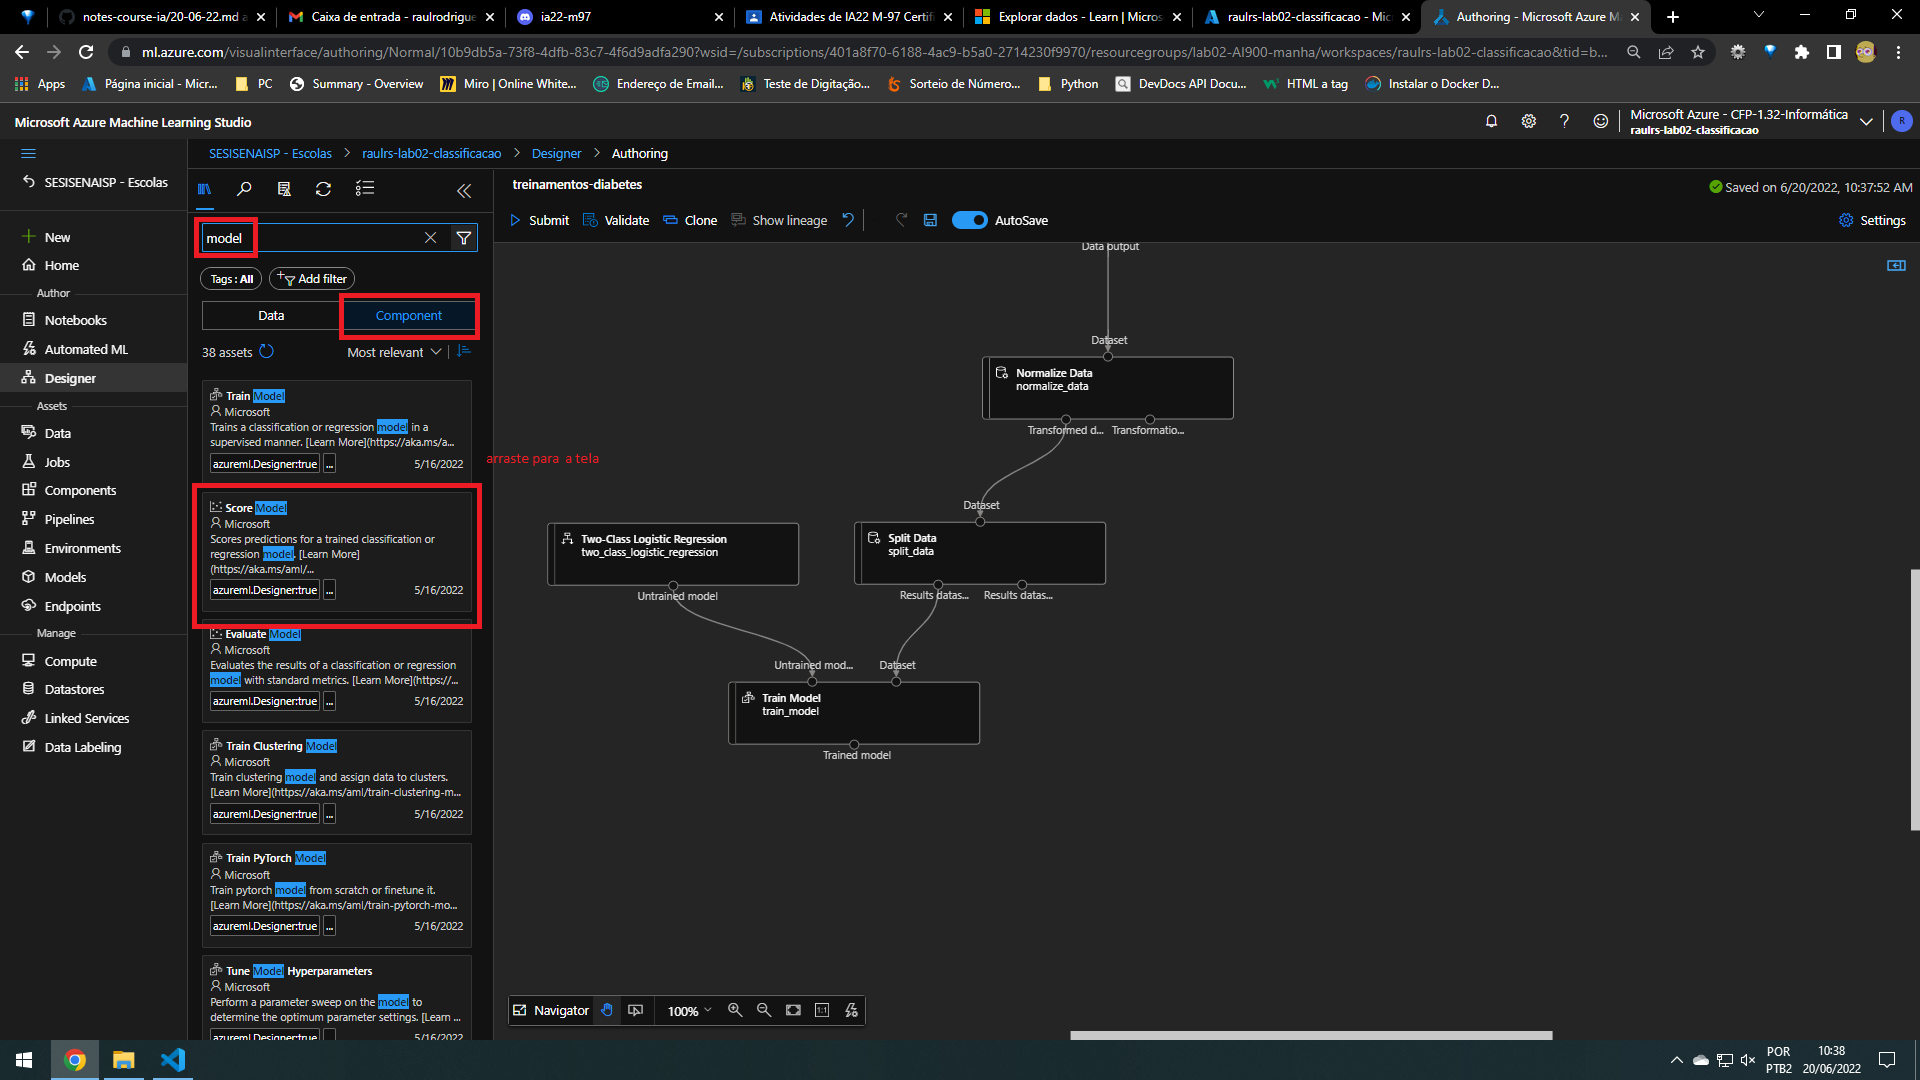 notes-course-ia/20-06-22.md a
Caixa de entrada - raulrodrigue
ia22-m97
Atividades de IA22 M-97 Certifi
Explorar dados - Learn | Micros
raulrs-lab02-classificacao - Mic
Authoring - Microsoft Azure M
ml.azure.com/visualinterface/authoring/Normal/10b9db5a-73f8-4dfb-83c7-4f6d9adfa290?wsid=/subscriptions/401a8f70-6188-4ac9-b5a0-2714230f9970/resourcegroups/lab02-AI900-manha/workspaces/raulrs-lab02-classificacao&tid=b...
Apps
Página inicial - Micr...
PC
Summary - Overview
Miro | Online White...
Endereço de Email...
Teste de Digitação...
Sorteio de Número...
Python
DevDocs API Docu...
HTML a tag
Instalar o Docker D...
Microsoft Azure Machine Learning Studio
Microsoft Azure - CFP-1.32-Informática
raulrs-lab02-classificacao
R
SESISENAISP - Escolas
New
Home
Author
Notebooks
Automated ML
Designer
Assets
Data
Jobs
Components
Pipelines
Environments
Models
Endpoints
Manage
Compute
Datastores
Linked Services
Data Labeling
SESISENAISP - Escolas > raulrs-lab02-classificacao > Designer > Authoring
model
Tags : All
Add filter
Data
Component
38 assets
Most relevant
Train Model
Microsoft
Trains a classification or regression model in a
supervised manner. [Learn More](https://aka.ms/a...
azureml.Designer:true ... 5/16/2022
Score Model
Microsoft
Scores predictions for a trained classification or
regression model. [Learn More]
(https://aka.ms/aml/...
azureml.Designer:true ... 5/16/2022
Evaluate Model
Microsoft
Evaluates the results of a classification or regression
model with standard metrics. [Learn More](https://...
azureml.Designer:true ... 5/16/2022
Train Clustering Model
Microsoft
Train clustering model and assign data to clusters.
[Learn More](https://aka.ms/aml/train-clustering-m...
azureml.Designer:true ... 5/16/2022
Train PyTorch Model
Microsoft
Train pytorch model from scratch or finetune it.
[Learn More](https://aka.ms/aml/train-pytorch-mo...
azureml.Designer:true ... 5/16/2022
Tune Model Hyperparameters
Microsoft
Perform a parameter sweep on the model to
determine the optimum parameter settings. [Learn ...
azureml.Designer:true ... 5/16/2022
arraste para a tela
treinamentos-diabetes
Saved on 6/20/2022, 10:37:52 AM
Submit
Validate
Clone
Show lineage
AutoSave
Settings
Data output
Dataset
Normalize Data
normalize_data
Transformed d...
Transformatio...
Dataset
Two-Class Logistic Regression
two_class_logistic_regression
Split Data
split_data
Untrained model
Results datas...
Results datas...
Untrained mod...
Dataset
Train Model
train_model
Trained model
Navigator
100%
1:1
POR
PTB2
10:38
20/06/2022